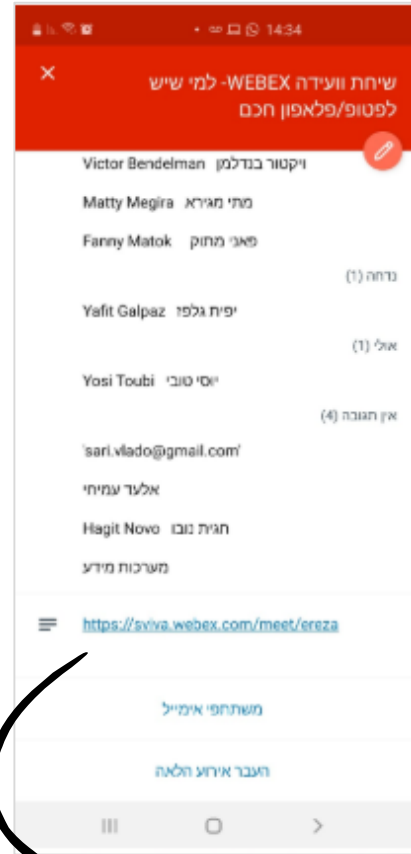 14:34
שיחת וועידה WEBEX- למי שיש
לפטופ/פלאפון חכם
ויקטור בנדלמן Victor Bendelman
מתי מגירא Matty Megira
פאני מתוק Fanny Matok
נדחה (1)
יפית גלפז Yafit Galpaz
אולי (1)
יוסי טובי Yosi Toubi
אין תגובה (4)
'sari.vlado@gmail.com'
אלעד עמיחי
חגית נובו Hagit Novo
מערכות מידע
https://sviva.webex.com/meet/ereza
משתתפי אימייל
העבר אירוע הלאה